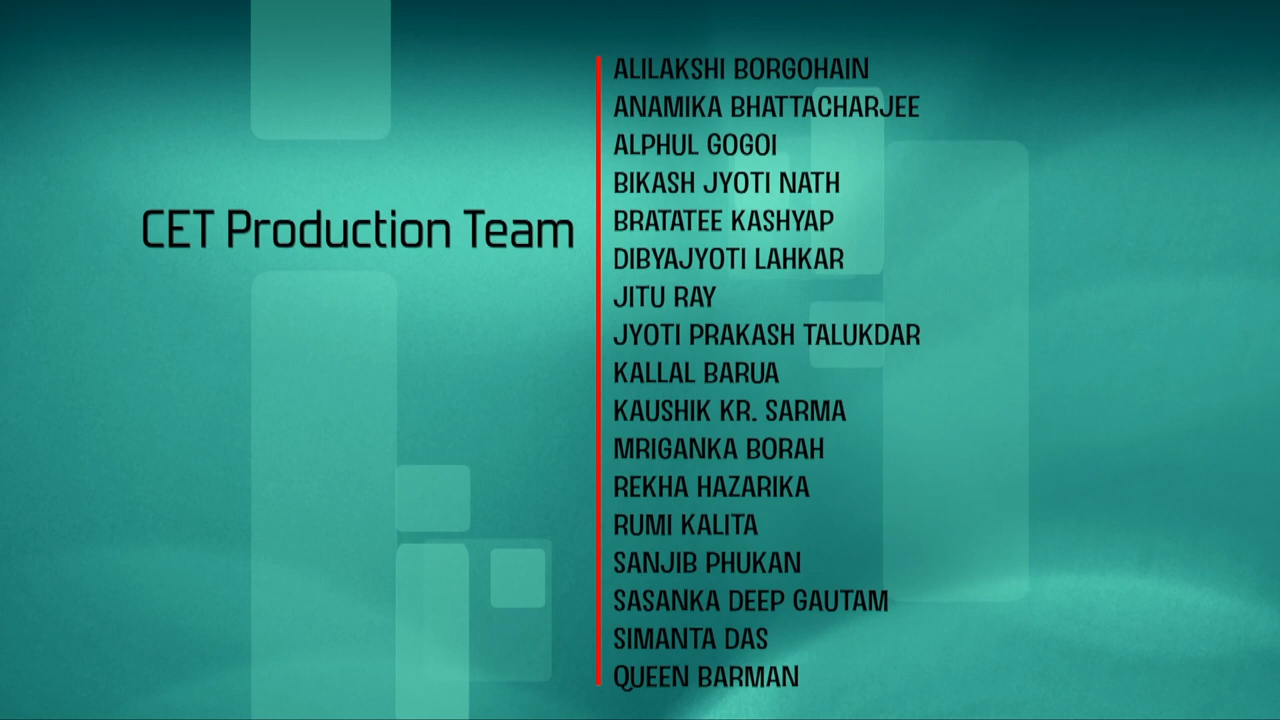 CET Production Team
ALILAKSHI BORGOHAIN
ANAMIKA BHATTACHARJEE
ALPHUL GOGOI
BIKASH JYOTI NATH
BRATATEE KASHYAP
DIBYAJYOTI LAHKAR
JITU RAY
JYOTI PRAKASH TALUKDAR
KALLAL BARUA
KAUSHIK KR. SARMA
MRIGANKA BORAH
REKHA HAZARIKA
RUMI KALITA
SANJIB PHUKAN
SASANKA DEEP GAUTAM
SIMANTA DAS
QUEEN BARMAN